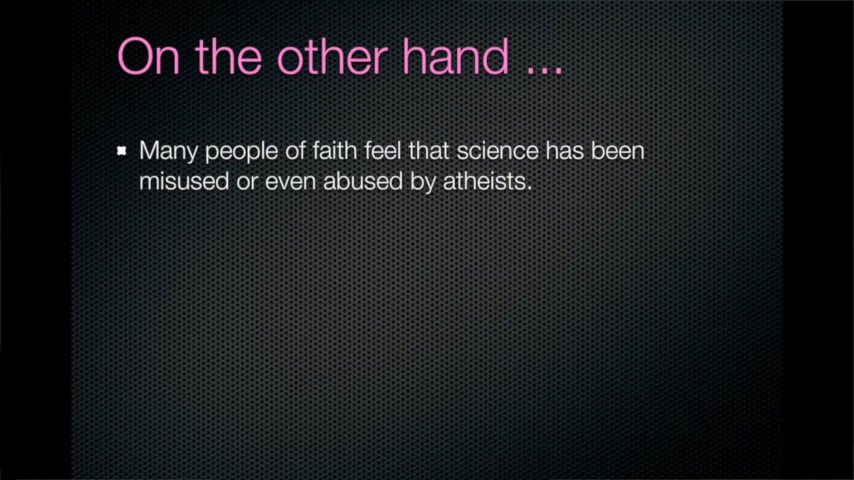 On the other hand ...
Many people of faith feel that science has been
misused or even abused by atheists.